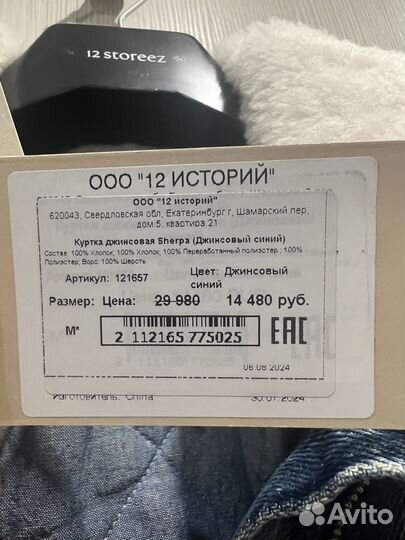 12 storeez
ООО "12 ИСТОРИЙ"
ООО "12 историй"
620043, Свердловская обл, Екатеринбург г, Шамарский пер,
дом 5, квартира 21
Куртка джинсовая Sherpa (Джинсовый синий)
Состав: 100% Хлопок; 100% Хлопок; 100% Переработанный полиэстер; 100%
Полиэстер; Ворс: 100% Шерсть
Артикул: 121657 Цвет: Джинсовый
синий
Размер: Цена: 29 980 14 480 руб.
M*
2 112165 775025
EAC
06.08.2024
Изготовитель: China 30.07.2024
Avito